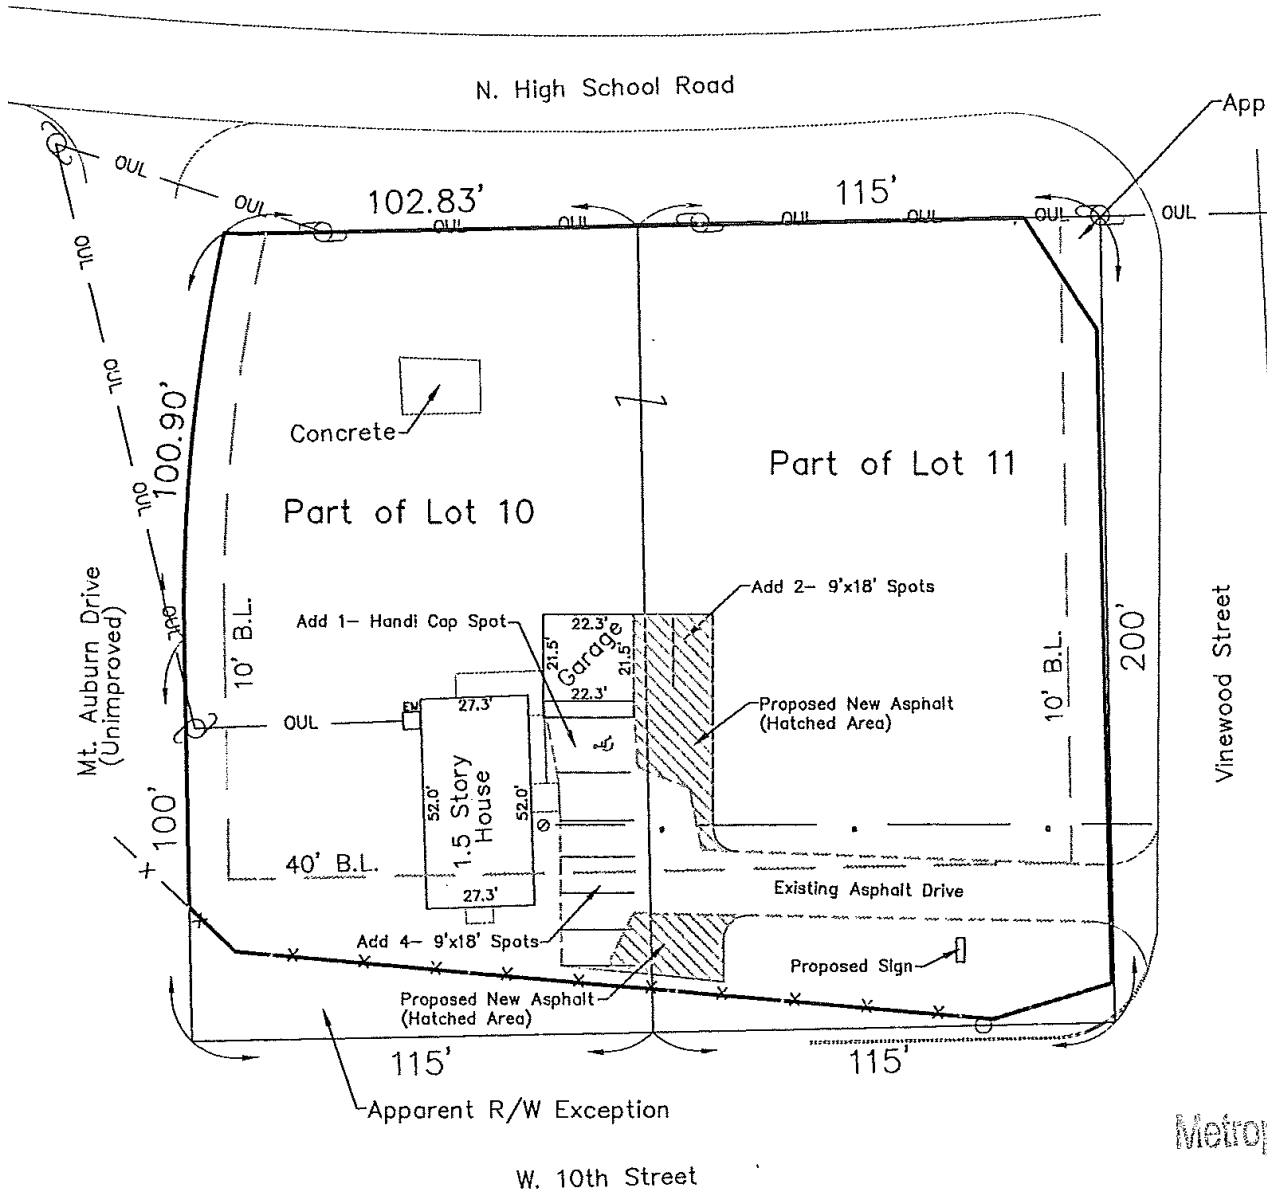 N. High School Road
App
OUL
OUL
102.83'
OUL
OUL
115'
OUL
OUL
OUL
OUL
OUL
OUL
OUL
OUL
100.90'
Concrete
Part of Lot 10
Part of Lot 11
Mt. Auburn Drive
(Unimproved)
10' B.L.
Add 1- Handi Cap Spot
Add 2- 9'x18' Spots
22.3'
21.5'
Garage
21.5'
22.3'
10' B.L.
200'
Vinewood Street
Proposed New Asphalt
(Hatched Area)
OUL
EM
27.3'
52.0'
1.5 Story
House
52.0'
27.3'
100'
40' B.L.
Existing Asphalt Drive
Add 4- 9'x18' Spots
Proposed Sign
Proposed New Asphalt
(Hatched Area)
115'
115'
Apparent R/W Exception
Metrop
W. 10th Street